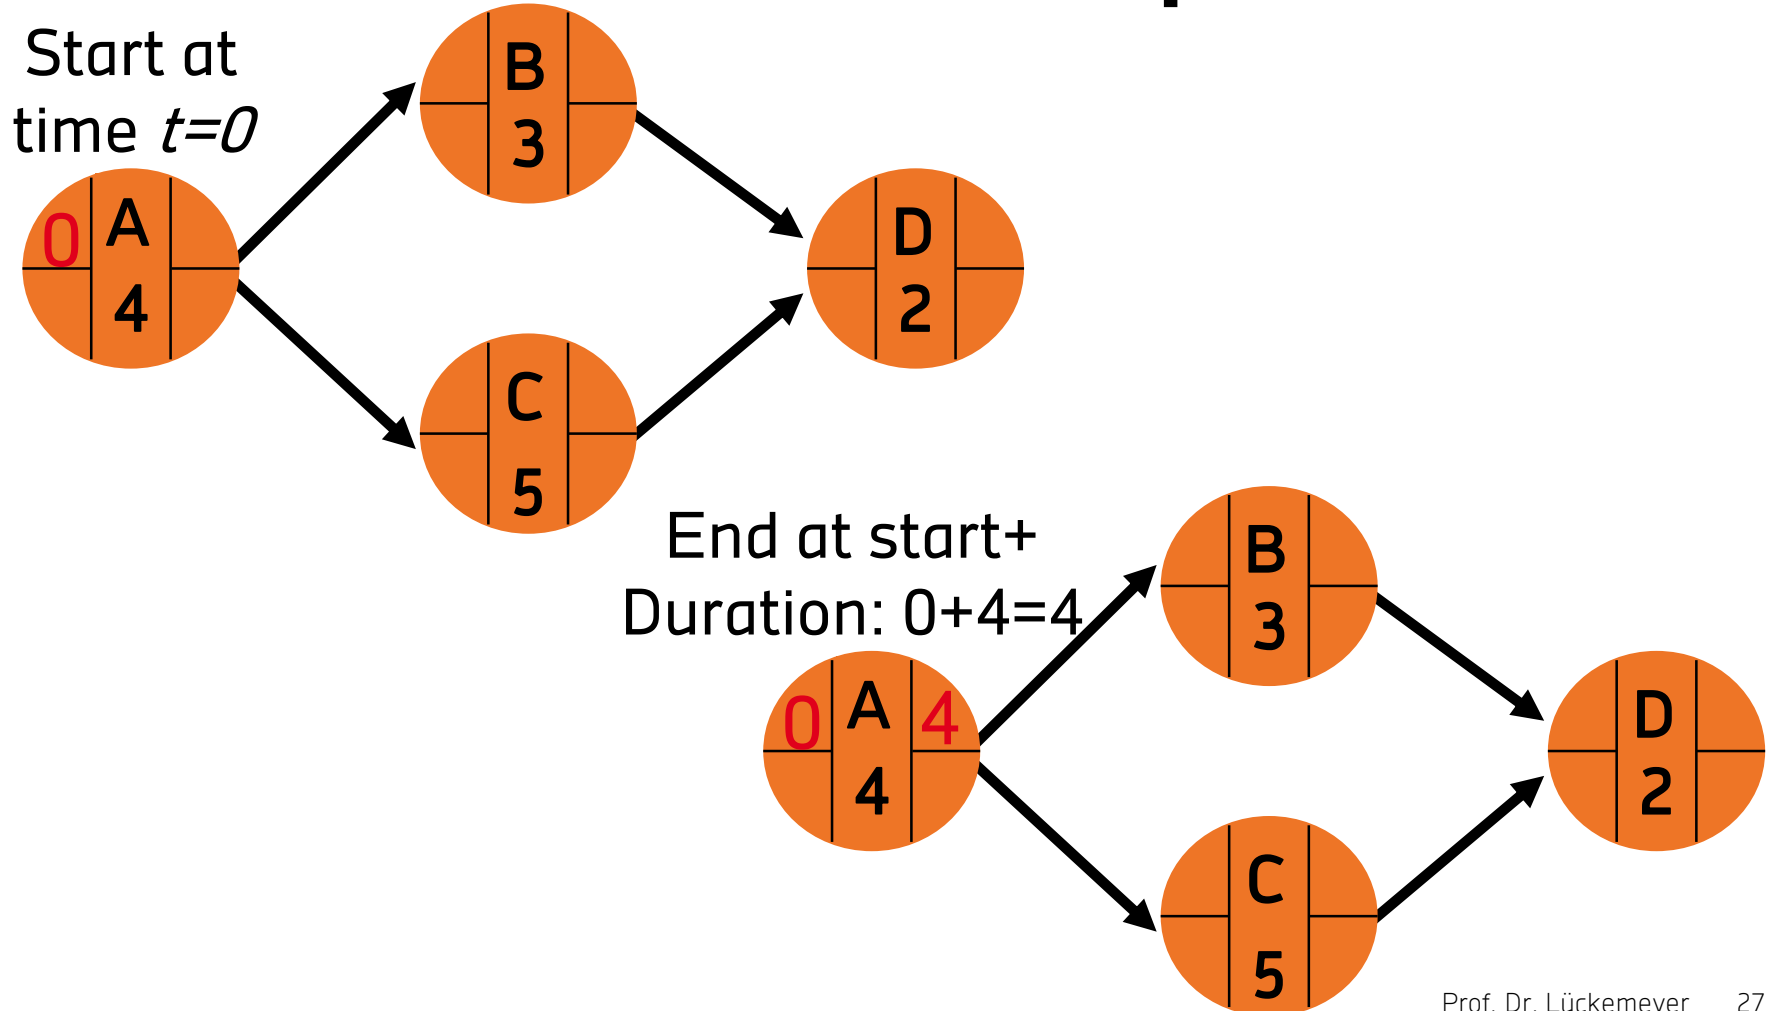 Start at
time t=0
B
3
0 A
4
D
2
C
5
End at start+
Duration: 0+4=4
B
3
0 A 4
4
D
2
C
5
Prof. Dr. Lückemeyer 27